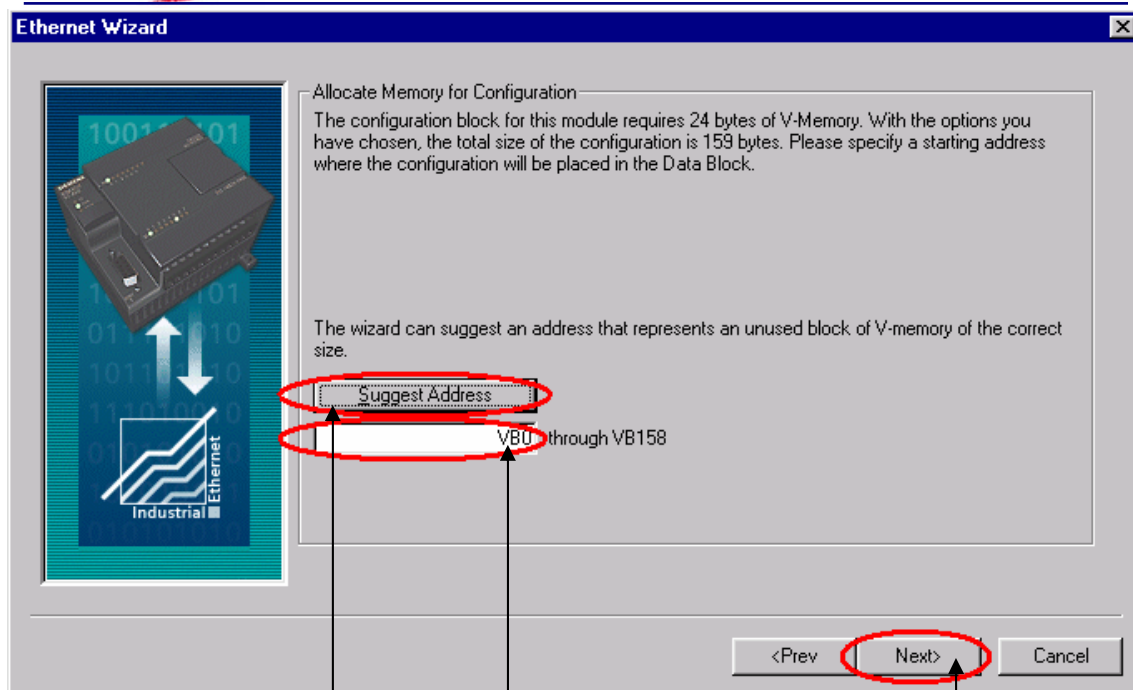 Ethernet Wizard
Allocate Memory for Configuration
The configuration block for this module requires 24 bytes of V-Memory. With the options you
have chosen, the total size of the configuration is 159 bytes. Please specify a starting address
where the configuration will be placed in the Data Block.
The wizard can suggest an address that represents an unused block of V-memory of the correct
size.
Suggest Address
VB0 through VB158
Industrial
Ethernet
<Prev
Next>
Cancel